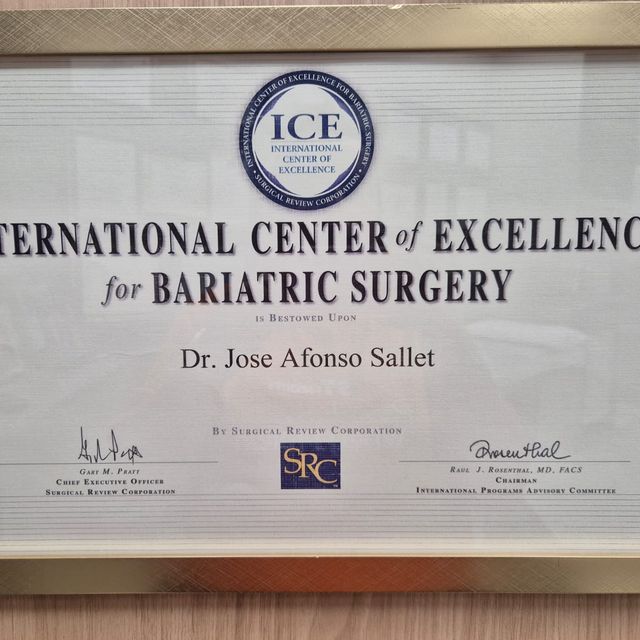 INTERNATIONAL CENTER OF EXCELLENCE FOR BARIATRIC SURGERY
ICE
INTERNATIONAL
CENTER OF
EXCELLENCE
• SURGICAL REVIEW CORPORATION •
TERNATIONAL CENTER of EXCELLENC
for BARIATRIC SURGERY
IS BESTOWED UPON
Dr. Jose Afonso Sallet
BY SURGICAL REVIEW CORPORATION
SRC
GARY M. PRATT
CHIEF EXECUTIVE OFFICER
SURGICAL REVIEW CORPORATION
Rosenthal
RAUL J. ROSENTHAL, MD, FACS
CHAIRMAN
INTERNATIONAL PROGRAMS ADVISORY COMMITTEE